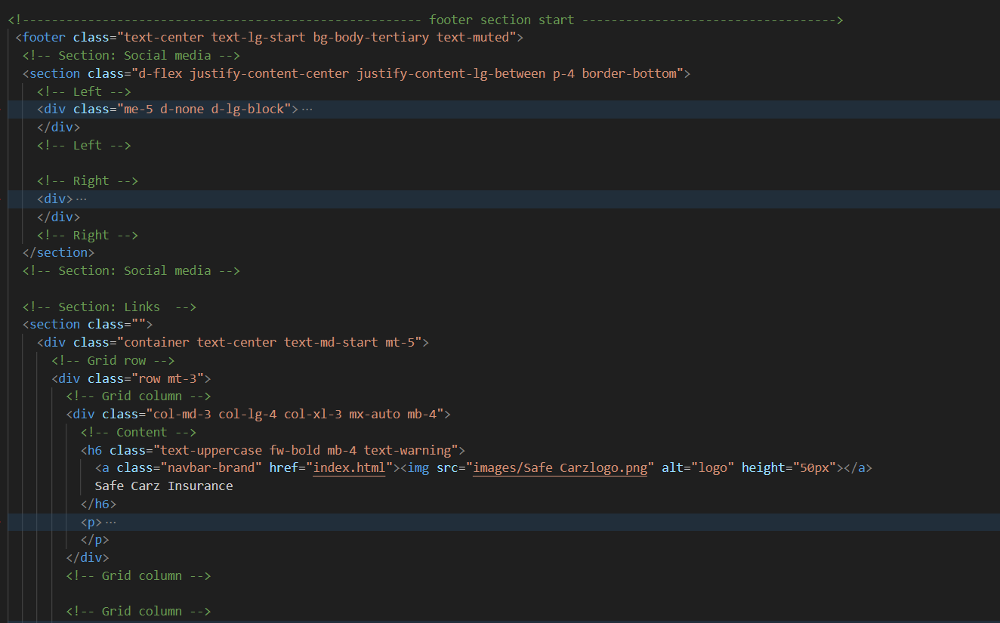 <!------------------------------------------------------- footer section start ----------------------------------->
<footer class="text-center text-lg-start bg-body-tertiary text-muted">
<!-- Section: Social media -->
<section class="d-flex justify-content-center justify-content-lg-between p-4 border-bottom">
<!-- Left -->
<div class="me-5 d-none d-lg-block">···
</div>
<!-- Left -->
<!-- Right -->
<div>···
</div>
<!-- Right -->
</section>
<!-- Section: Social media -->
<!-- Section: Links  -->
<section class="">
<div class="container text-center text-md-start mt-5">
<!-- Grid row -->
<div class="row mt-3">
<!-- Grid column -->
<div class="col-md-3 col-lg-4 col-xl-3 mx-auto mb-4">
<!-- Content -->
<h6 class="text-uppercase fw-bold mb-4 text-warning">
<a class="navbar-brand" href="index.html"><img src="images/Safe Carzlogo.png" alt="logo" height="50px"></a>
Safe Carz Insurance
</h6>
<p>···
</p>
</div>
<!-- Grid column -->
<!-- Grid column -->